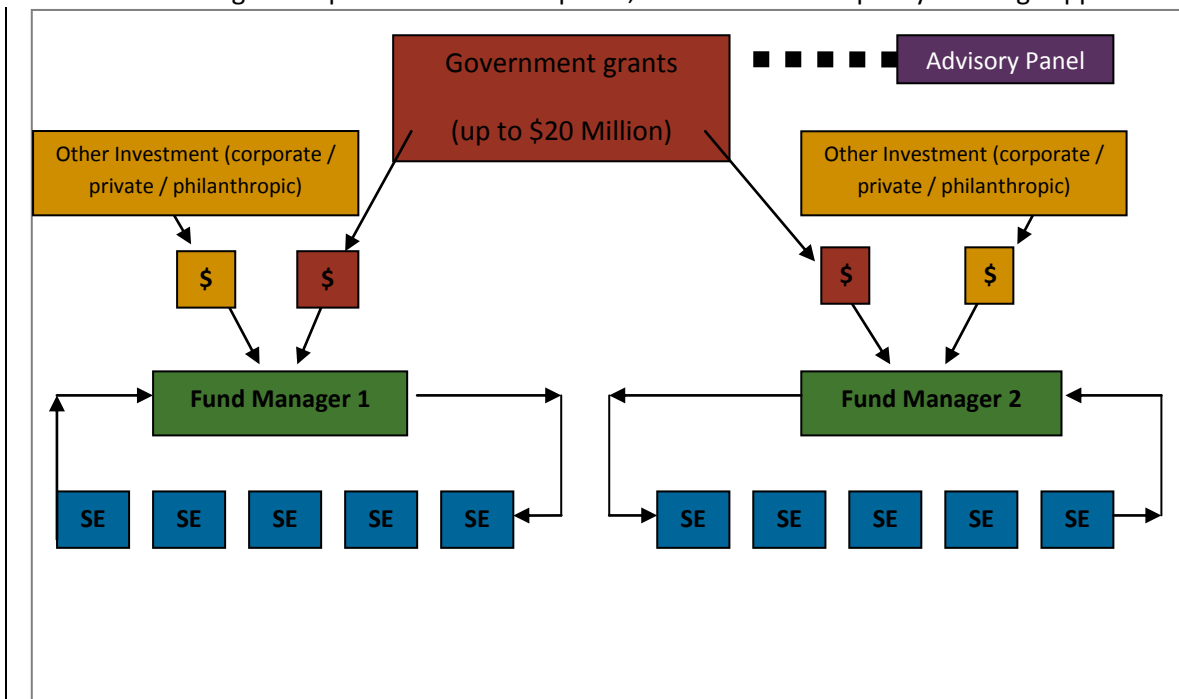 Government grants
(up to $20 Million)
Advisory Panel
Other Investment (corporate /
private / philanthropic)
Other Investment (corporate /
private / philanthropic)
$
$
$
$
Fund Manager 1
Fund Manager 2
SE
SE
SE
SE
SE
SE
SE
SE
SE
SE